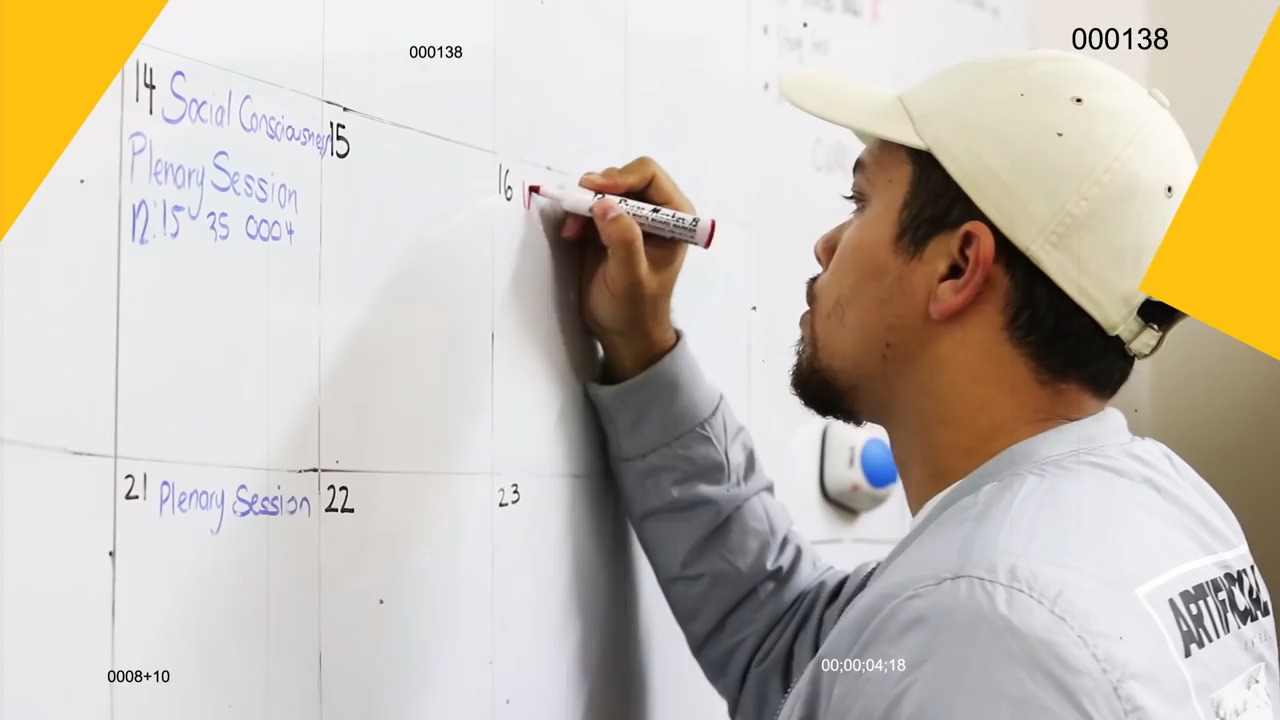 000138
000138
14 Social Consciousness
Plenary Session
12:15 35 0004
15
16
21 Plenary Session
22
23
ARTIFICIAL
0008+10
00;00;04;18